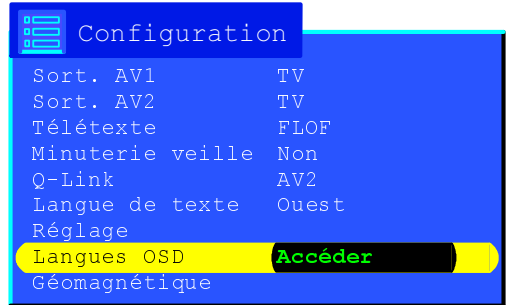 Configuration
Sort. AV1 TV
Sort. AV2 TV
Télétexte FLOF
Minuterie veille Non
Q-Link AV2
Langue de texte Ouest
Réglage
Langues OSD Accéder
Géomagnétique